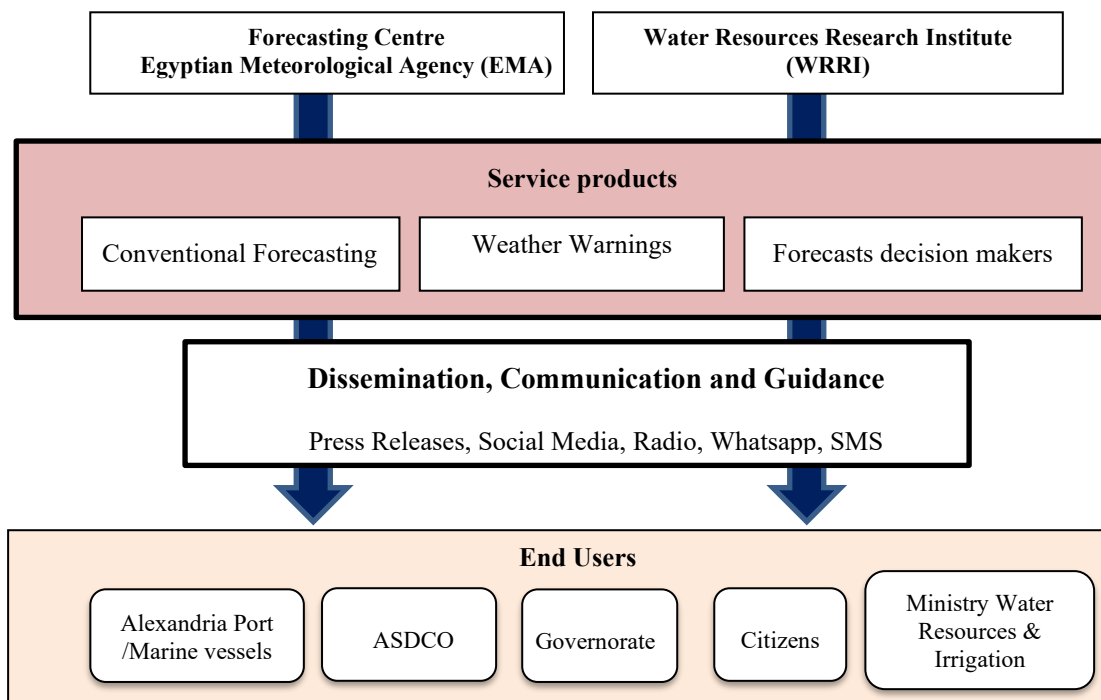 Forecasting Centre
Egyptian Meteorological Agency (EMA)
Water Resources Research Institute
(WRRI)
Service products
Conventional Forecasting
Weather Warnings
Forecasts decision makers
Dissemination, Communication and Guidance
Press Releases, Social Media, Radio, Whatsapp, SMS
End Users
Alexandria Port
/Marine vessels
ASDCO
Governorate
Citizens
Ministry Water
Resources &
Irrigation